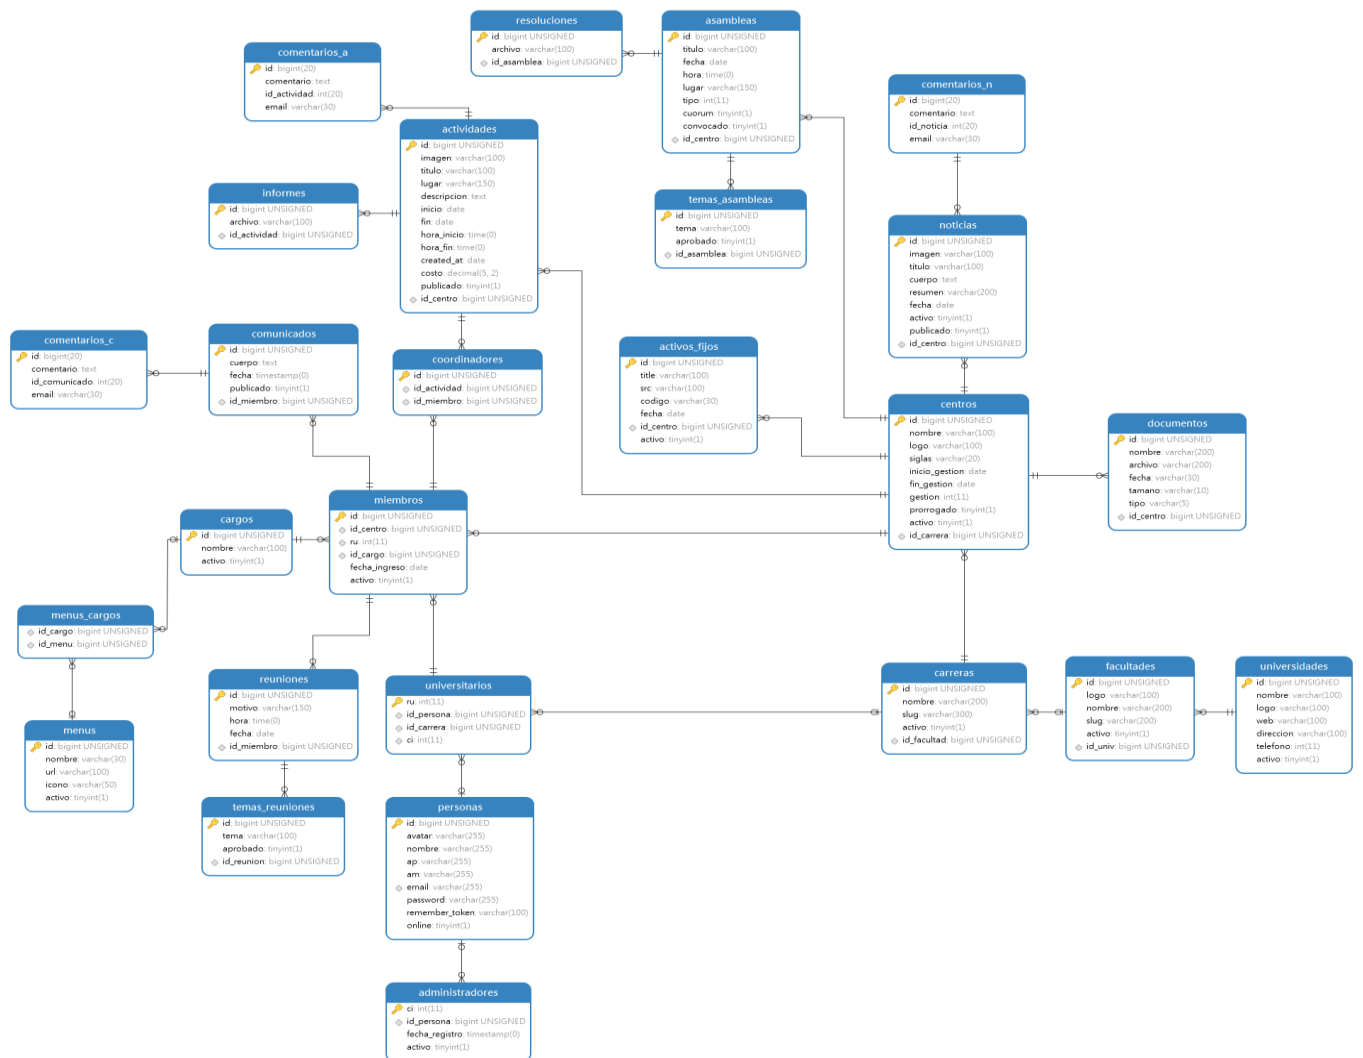 resoluciones
id: bigint UNSIGNED
archivo: varchar(100)
id_asamblea: bigint UNSIGNED
asambleas
id: bigint UNSIGNED
titulo: varchar(100)
fecha: date
hora: time(0)
lugar: varchar(150)
tipo: int(11)
cuorum: tinyint(1)
convocado: tinyint(1)
id_centro: bigint UNSIGNED
comentarios_a
id: bigint(20)
comentario: text
id_actividad: int(20)
email: varchar(30)
comentarios_n
id: bigint(20)
comentario: text
id_noticia: int(20)
email: varchar(30)
actividades
id: bigint UNSIGNED
imagen: varchar(100)
titulo: varchar(100)
lugar: varchar(150)
descripcion: text
inicio: date
fin: date
hora_inicio: time(0)
hora_fin: time(0)
created_at: date
costo: decimal(5, 2)
publicado: tinyint(1)
id_centro: bigint UNSIGNED
informes
id: bigint UNSIGNED
archivo: varchar(100)
id_actividad: bigint UNSIGNED
temas_asambleas
id: bigint UNSIGNED
tema: varchar(100)
aprobado: tinyint(1)
id_asamblea: bigint UNSIGNED
noticias
id: bigint UNSIGNED
imagen: varchar(100)
titulo: varchar(100)
cuerpo: text
resumen: varchar(200)
fecha: date
activo: tinyint(1)
publicado: tinyint(1)
id_centro: bigint UNSIGNED
comentarios_c
id: bigint(20)
comentario: text
id_comunicado: int(20)
email: varchar(30)
comunicados
id: bigint UNSIGNED
cuerpo: text
fecha: timestamp(0)
publicado: tinyint(1)
id_miembro: bigint UNSIGNED
coordinadores
id: bigint UNSIGNED
id_actividad: bigint UNSIGNED
id_miembro: bigint UNSIGNED
activos_fijos
id: bigint UNSIGNED
title: varchar(100)
src: varchar(100)
codigo: varchar(30)
fecha: date
id_centro: bigint UNSIGNED
activo: tinyint(1)
centros
id: bigint UNSIGNED
nombre: varchar(100)
logo: varchar(100)
siglas: varchar(20)
inicio_gestion: date
fin_gestion: date
gestion: int(11)
prorrogado: tinyint(1)
activo: tinyint(1)
id_carrera: bigint UNSIGNED
documentos
id: bigint UNSIGNED
nombre: varchar(200)
archivo: varchar(200)
fecha: varchar(30)
tamano: varchar(10)
tipo: varchar(5)
id_centro: bigint UNSIGNED
miembros
id: bigint UNSIGNED
id_centro: bigint UNSIGNED
ru: int(11)
id_cargo: bigint UNSIGNED
fecha_ingreso: date
activo: tinyint(1)
cargos
id: bigint UNSIGNED
nombre: varchar(100)
activo: tinyint(1)
menus_cargos
id_cargo: bigint UNSIGNED
id_menu: bigint UNSIGNED
menus
id: bigint UNSIGNED
nombre: varchar(30)
url: varchar(100)
icono: varchar(50)
activo: tinyint(1)
reuniones
id: bigint UNSIGNED
motivo: varchar(150)
hora: time(0)
fecha: date
id_miembro: bigint UNSIGNED
universitarios
ru: int(11)
id_persona: bigint UNSIGNED
id_carrera: bigint UNSIGNED
ci: int(11)
carreras
id: bigint UNSIGNED
nombre: varchar(200)
slug: varchar(300)
activo: tinyint(1)
id_facultad: bigint UNSIGNED
facultades
id: bigint UNSIGNED
logo: varchar(100)
nombre: varchar(200)
slug: varchar(200)
activo: tinyint(1)
id_univ: bigint UNSIGNED
universidades
id: bigint UNSIGNED
nombre: varchar(100)
logo: varchar(100)
web: varchar(100)
direccion: varchar(100)
telefono: int(11)
activo: tinyint(1)
temas_reuniones
id: bigint UNSIGNED
tema: varchar(100)
aprobado: tinyint(1)
id_reunion: bigint UNSIGNED
personas
id: bigint UNSIGNED
avatar: varchar(255)
nombre: varchar(255)
ap: varchar(255)
am: varchar(255)
email: varchar(255)
password: varchar(255)
remember_token: varchar(100)
online: tinyint(1)
administradores
ci: int(11)
id_persona: bigint UNSIGNED
fecha_registro: timestamp(0)
activo: tinyint(1)